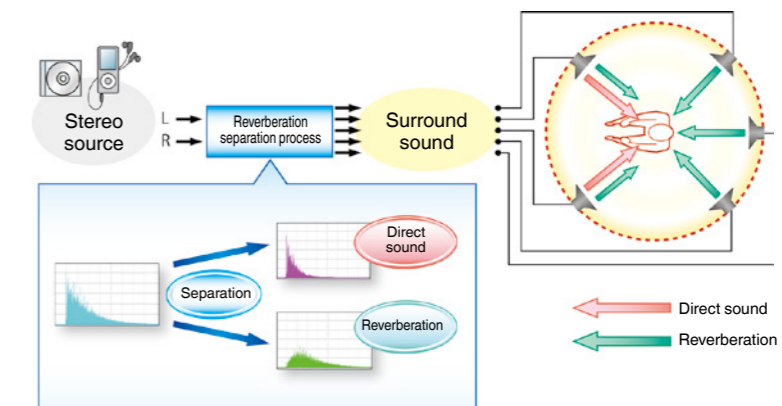 Stereo
source
L
R
Reverberation
separation process
Surround
sound
Direct
sound
Separation
Reverberation
Direct sound
Reverberation